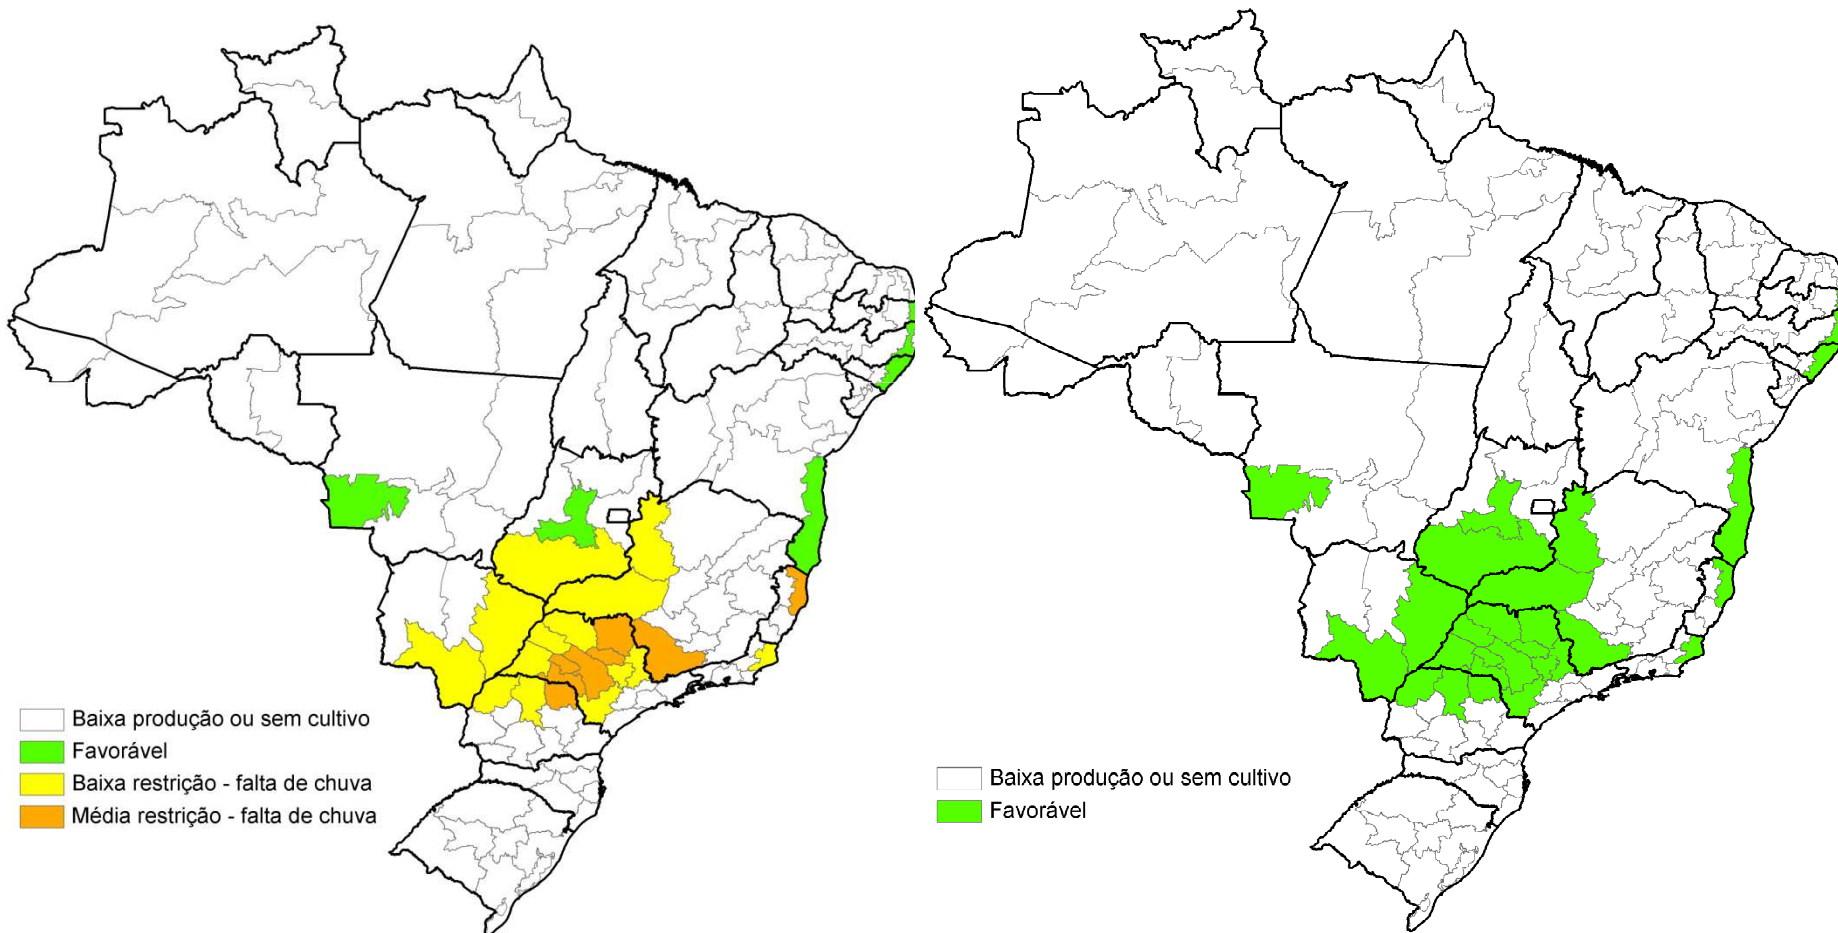 Baixa produção ou sem cultivo
Favorável
Baixa restrição - falta de chuva
Média restrição - falta de chuva
Baixa produção ou sem cultivo
Favorável